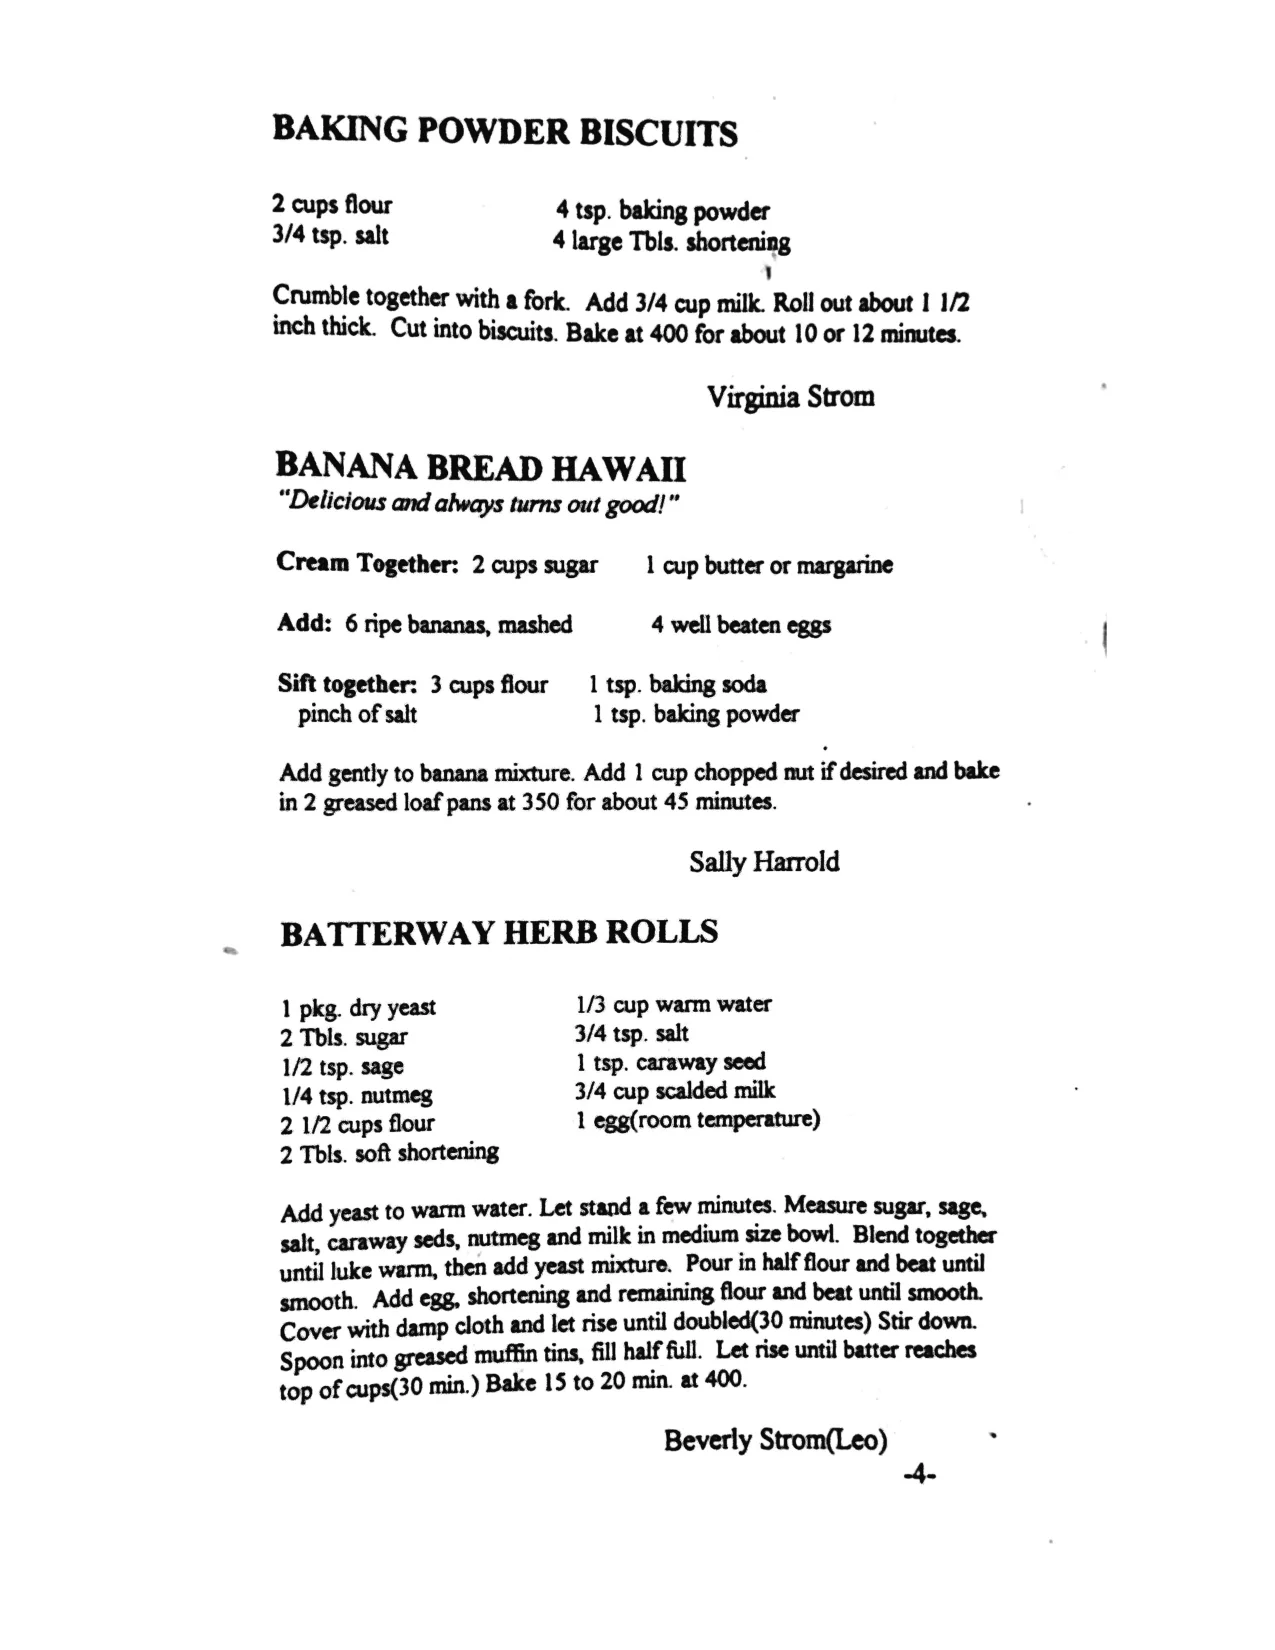 BAKING POWDER BISCUITS
2 cups flour 4 tsp. baking powder
3/4 tsp. salt 4 large Tbls. shortening
Crumble together with a fork. Add 3/4 cup milk. Roll out about 1 1/2
inch thick. Cut into biscuits. Bake at 400 for about 10 or 12 minutes.
Virginia Strom
BANANA BREAD HAWAII
"Delicious and always turns out good!"
Cream Together: 2 cups sugar 1 cup butter or margarine
Add: 6 ripe bananas, mashed 4 well beaten eggs
Sift together: 3 cups flour 1 tsp. baking soda
pinch of salt 1 tsp. baking powder
Add gently to banana mixture. Add 1 cup chopped nut if desired and bake
in 2 greased loaf pans at 350 for about 45 minutes.
Sally Harrold
BATTERWAY HERB ROLLS
1 pkg. dry yeast 1/3 cup warm water
2 Tbls. sugar 3/4 tsp. salt
1/2 tsp. sage 1 tsp. caraway seed
1/4 tsp. nutmeg 3/4 cup scalded milk
2 1/2 cups flour 1 egg(room temperature)
2 Tbls. soft shortening
Add yeast to warm water. Let stand a few minutes. Measure sugar, sage,
salt, caraway seds, nutmeg and milk in medium size bowl. Blend together
until luke warm, then add yeast mixture. Pour in half flour and beat until
smooth. Add egg, shortening and remaining flour and beat until smooth.
Cover with damp cloth and let rise until doubled(30 minutes) Stir down.
Spoon into greased muffin tins, fill half full. Let rise until batter reaches
top of cups(30 min.) Bake 15 to 20 min. at 400.
Beverly Strom(Leo)
-4-